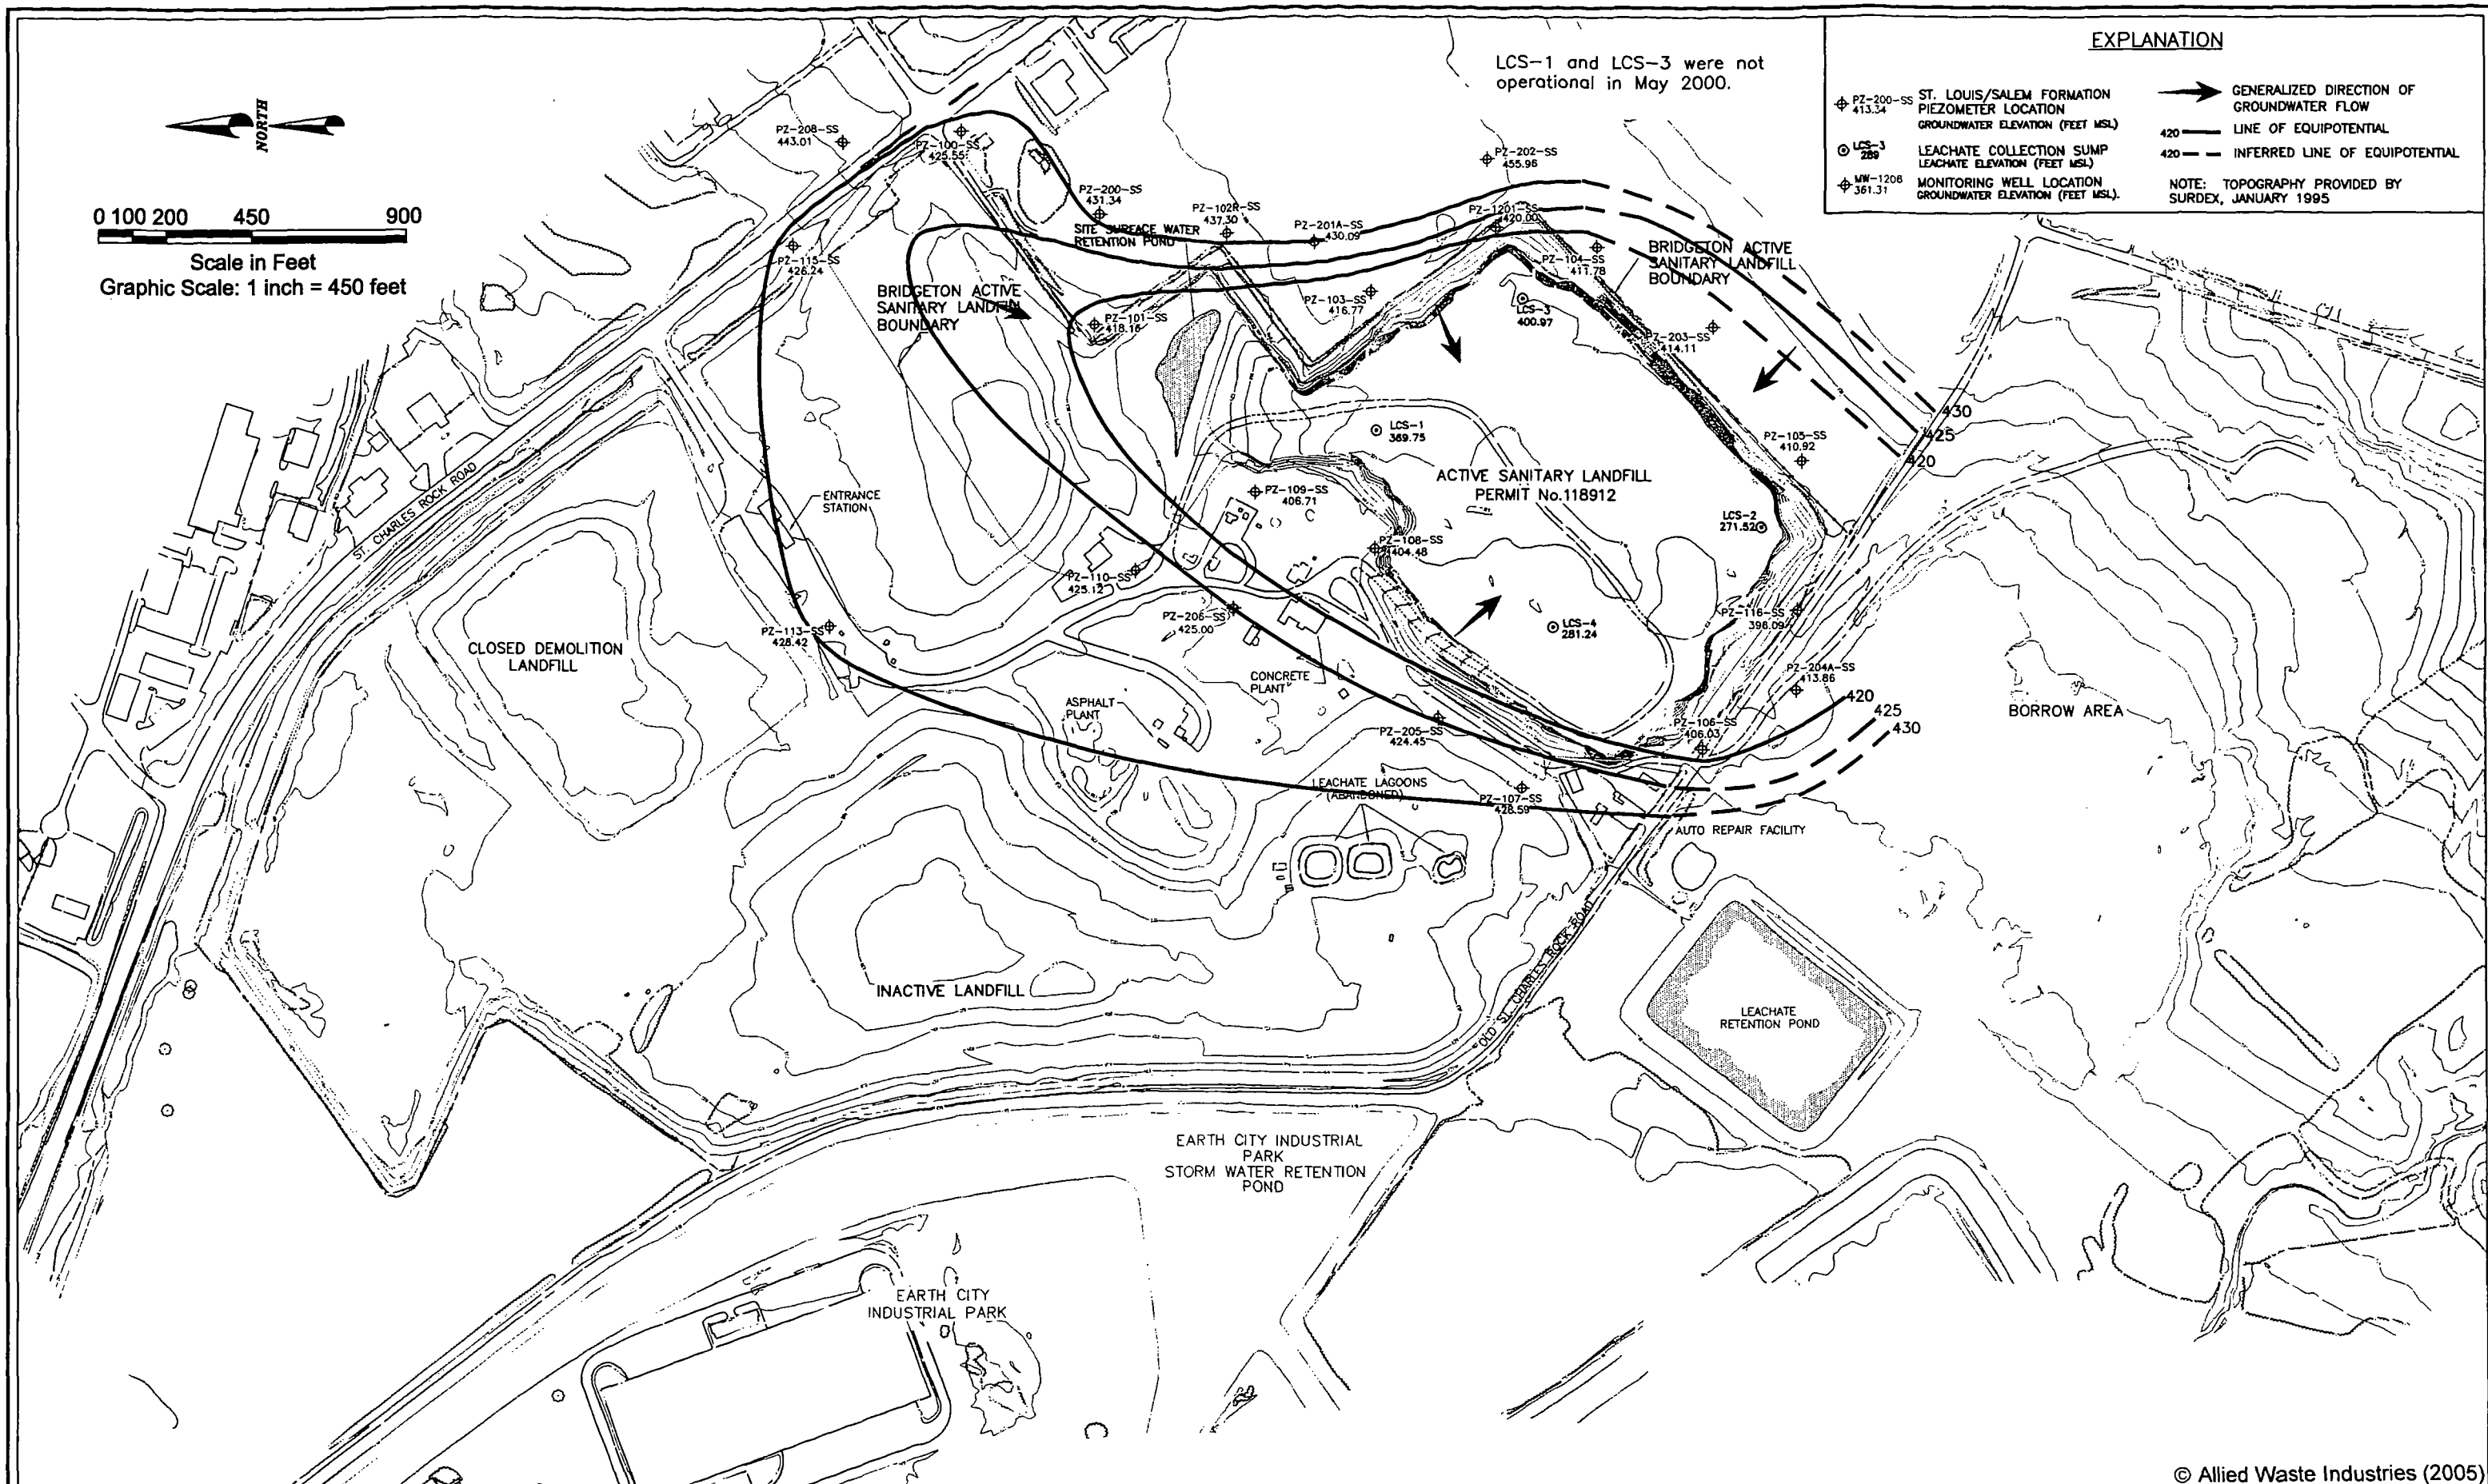 LCS-1 and LCS-3 were not
operational in May 2000.
EXPLANATION
PZ-200-SS
413.34
ST. LOUIS/SALEM FORMATION
PIEZOMETER LOCATION
GROUNDWATER ELEVATION (FEET MSL)
LCS-3
289
LEACHATE COLLECTION SUMP
LEACHATE ELEVATION (FEET MSL)
MW-1206
361.31
MONITORING WELL LOCATION
GROUNDWATER ELEVATION (FEET MSL).
GENERALIZED DIRECTION OF
GROUNDWATER FLOW
420 LINE OF EQUIPOTENTIAL
420 INFERRED LINE OF EQUIPOTENTIAL
NOTE: TOPOGRAPHY PROVIDED BY
SURDEX, JANUARY 1995
NORTH
0 100 200 450 900
Scale in Feet
Graphic Scale: 1 inch = 450 feet
PZ-208-SS
443.01
PZ-100-SS
425.55
PZ-202-SS
455.96
PZ-200-SS
431.34
PZ-102R-SS
437.30
PZ-201A-SS
430.09
PZ-1201-SS
420.00
SITE SURFACE WATER
RETENTION POND
PZ-115-SS
426.24
PZ-104-SS
411.78
BRIDGETON ACTIVE
SANITARY LANDFILL
BOUNDARY
BRIDGETON ACTIVE
SANITARY LANDFILL
BOUNDARY
PZ-101-SS
418.16
PZ-103-SS
416.77
LCS-3
400.97
PZ-203-SS
414.11
430
425
420
LCS-1
369.75
PZ-105-SS
410.92
ACTIVE SANITARY LANDFILL
PERMIT No.118912
ST. CHARLES ROCK ROAD
ENTRANCE
STATION
PZ-109-SS
406.71
LCS-2
271.52
PZ-108-SS
404.48
PZ-110-SS
425.12
PZ-206-SS
425.00
PZ-113-SS
428.42
LCS-4
281.24
PZ-116-SS
398.09
CLOSED DEMOLITION
LANDFILL
CONCRETE
PLANT
PZ-204A-SS
413.86
420
425
430
ASPHALT
PLANT
PZ-205-SS
424.45
PZ-106-SS
406.03
BORROW AREA
LEACHATE LAGOONS
(ABANDONED)
PZ-107-SS
428.59
AUTO REPAIR FACILITY
INACTIVE LANDFILL
OLD ST. CHARLES ROCK ROAD
LEACHATE
RETENTION POND
EARTH CITY INDUSTRIAL
PARK
STORM WATER RETENTION
POND
EARTH CITY
INDUSTRIAL PARK
© Allied Waste Industries (2005)